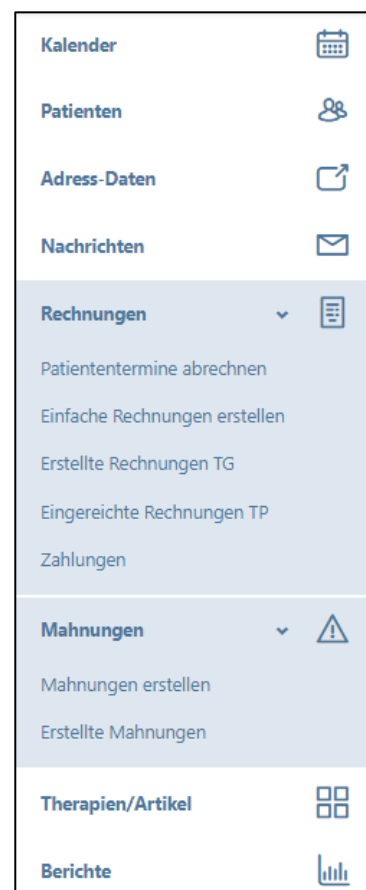 Kalender
Patienten
Adress-Daten
Nachrichten
Rechnungen
Patiententermine abrechnen
Einfache Rechnungen erstellen
Erstellte Rechnungen TG
Eingereichte Rechnungen TP
Zahlungen
Mahnungen
Mahnungen erstellen
Erstellte Mahnungen
Therapien/Artikel
Berichte